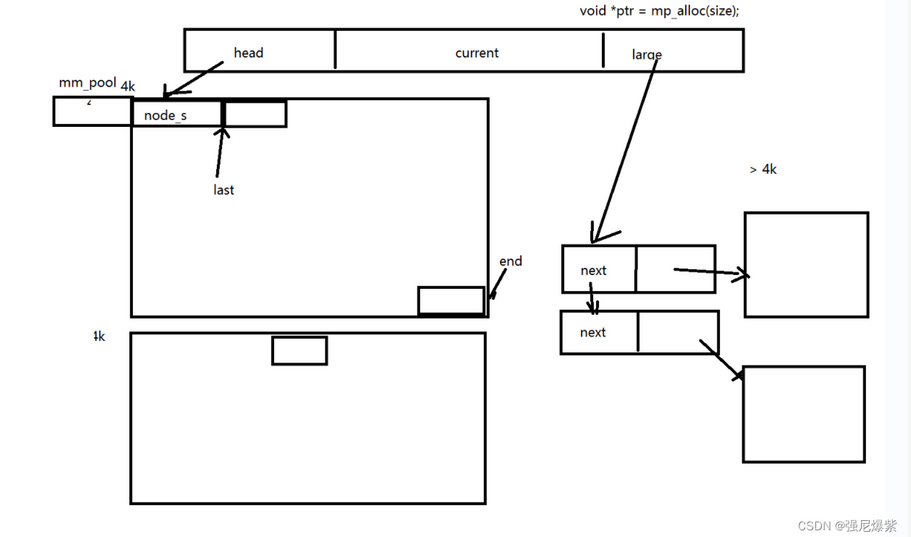 void *ptr = mp_alloc(size);
head
current
large
mm_pool
4k
node_s
last
> 4k
end
next
next
4k
CSDN @强尼爆紫